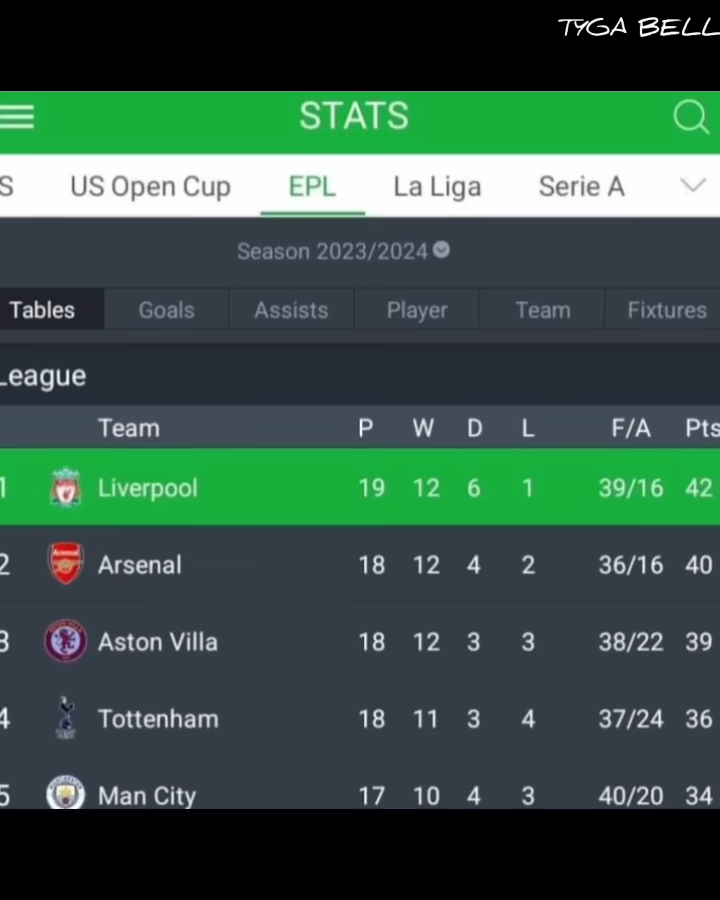 TYGA BELL
STATS
S US Open Cup EPL La Liga Serie A
Season 2023/2024
Tables Goals Assists Player Team Fixtures
League
Team P W D L F/A Pts
1 Liverpool 19 12 6 1 39/16 42
2 Arsenal 18 12 4 2 36/16 40
3 Aston Villa 18 12 3 3 38/22 39
4 Tottenham 18 11 3 4 37/24 36
5 Man City 17 10 4 3 40/20 34